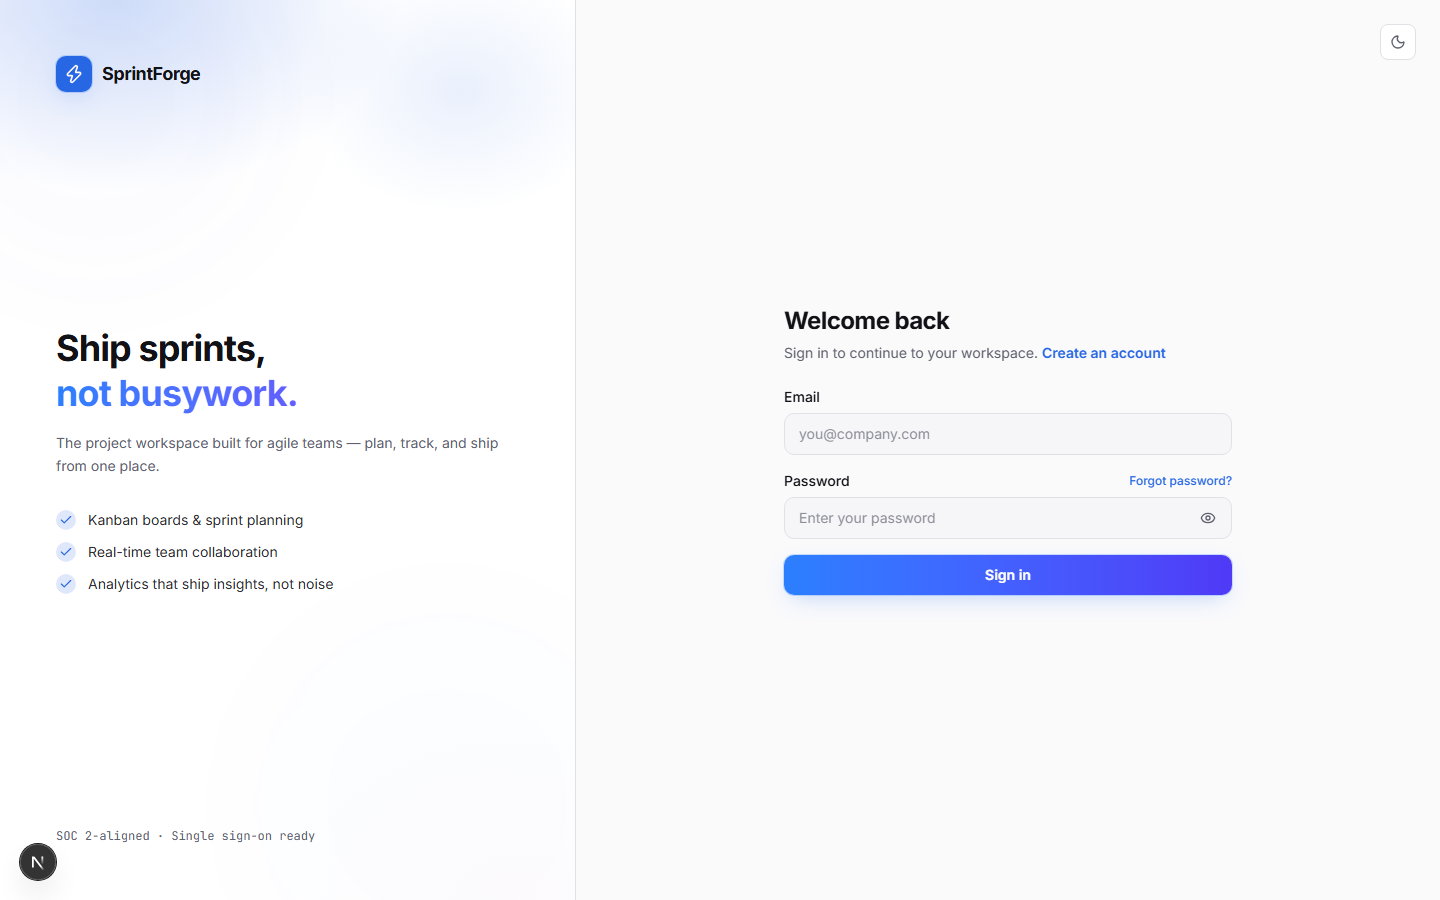 SprintForge
Ship sprints,
not busywork.
The project workspace built for agile teams — plan, track, and ship
from one place.
Kanban boards & sprint planning
Real-time team collaboration
Analytics that ship insights, not noise
SOC 2-aligned · Single sign-on ready
N
Welcome back
Sign in to continue to your workspace. Create an account
Email
you@company.com
Password Forgot password?
Enter your password
Sign in